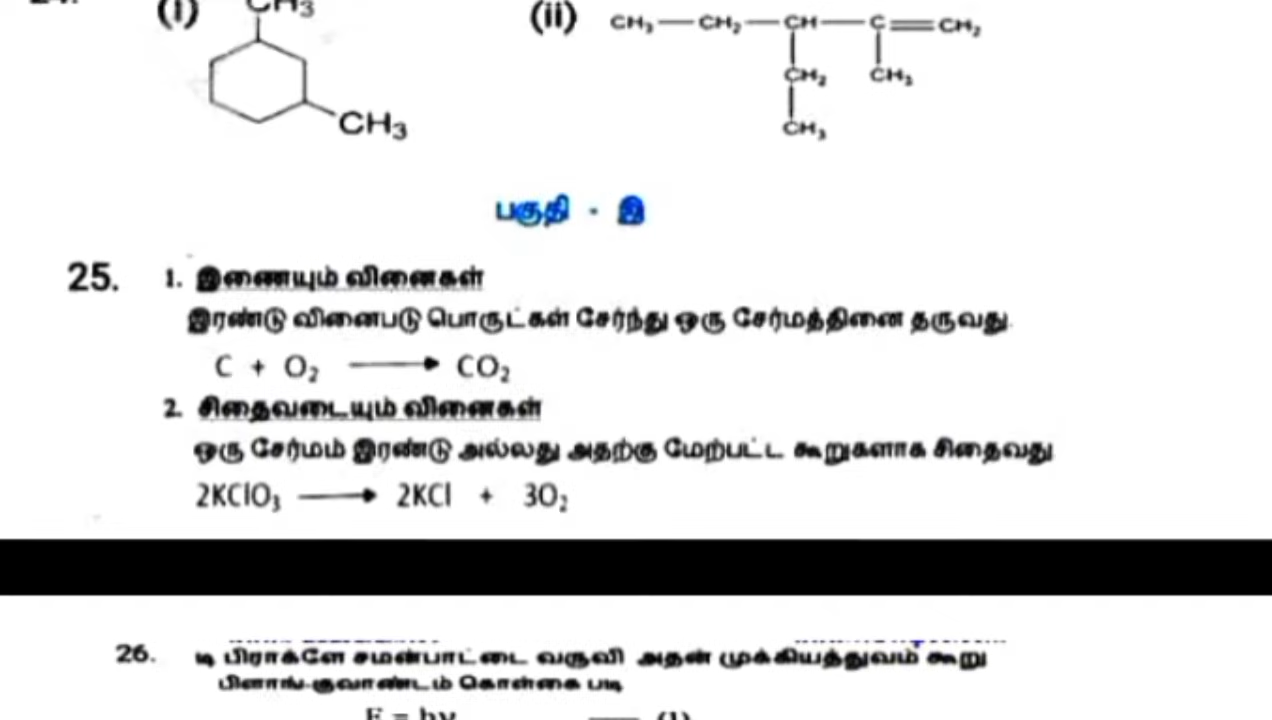 (i) CH3 (ii) CH3—CH2—CH—C=CH2
CH2 CH3
CH3
CH3
பகுதி - இ
25. 1. இணையும் வினைகள்
இரண்டு வினைபடு பொருட்கள் சேர்ந்து ஒரு சேர்மத்தினை தருவது.
C + O₂ ⟶ CO₂
2. சிதைவடையும் வினைகள்
ஒரு சேர்மம் இரண்டு அல்லது அதற்கு மேற்பட்ட கூறுகளாக சிதைவது
2KClO₃ ⟶ 2KCl + 3O₂
26. டி பிராக்ளே சமன்பாட்டை வருவி அதன் முக்கியத்துவம் கூறு
பிளாங் குவாண்டம் கொள்கை படி
E = hν (1)